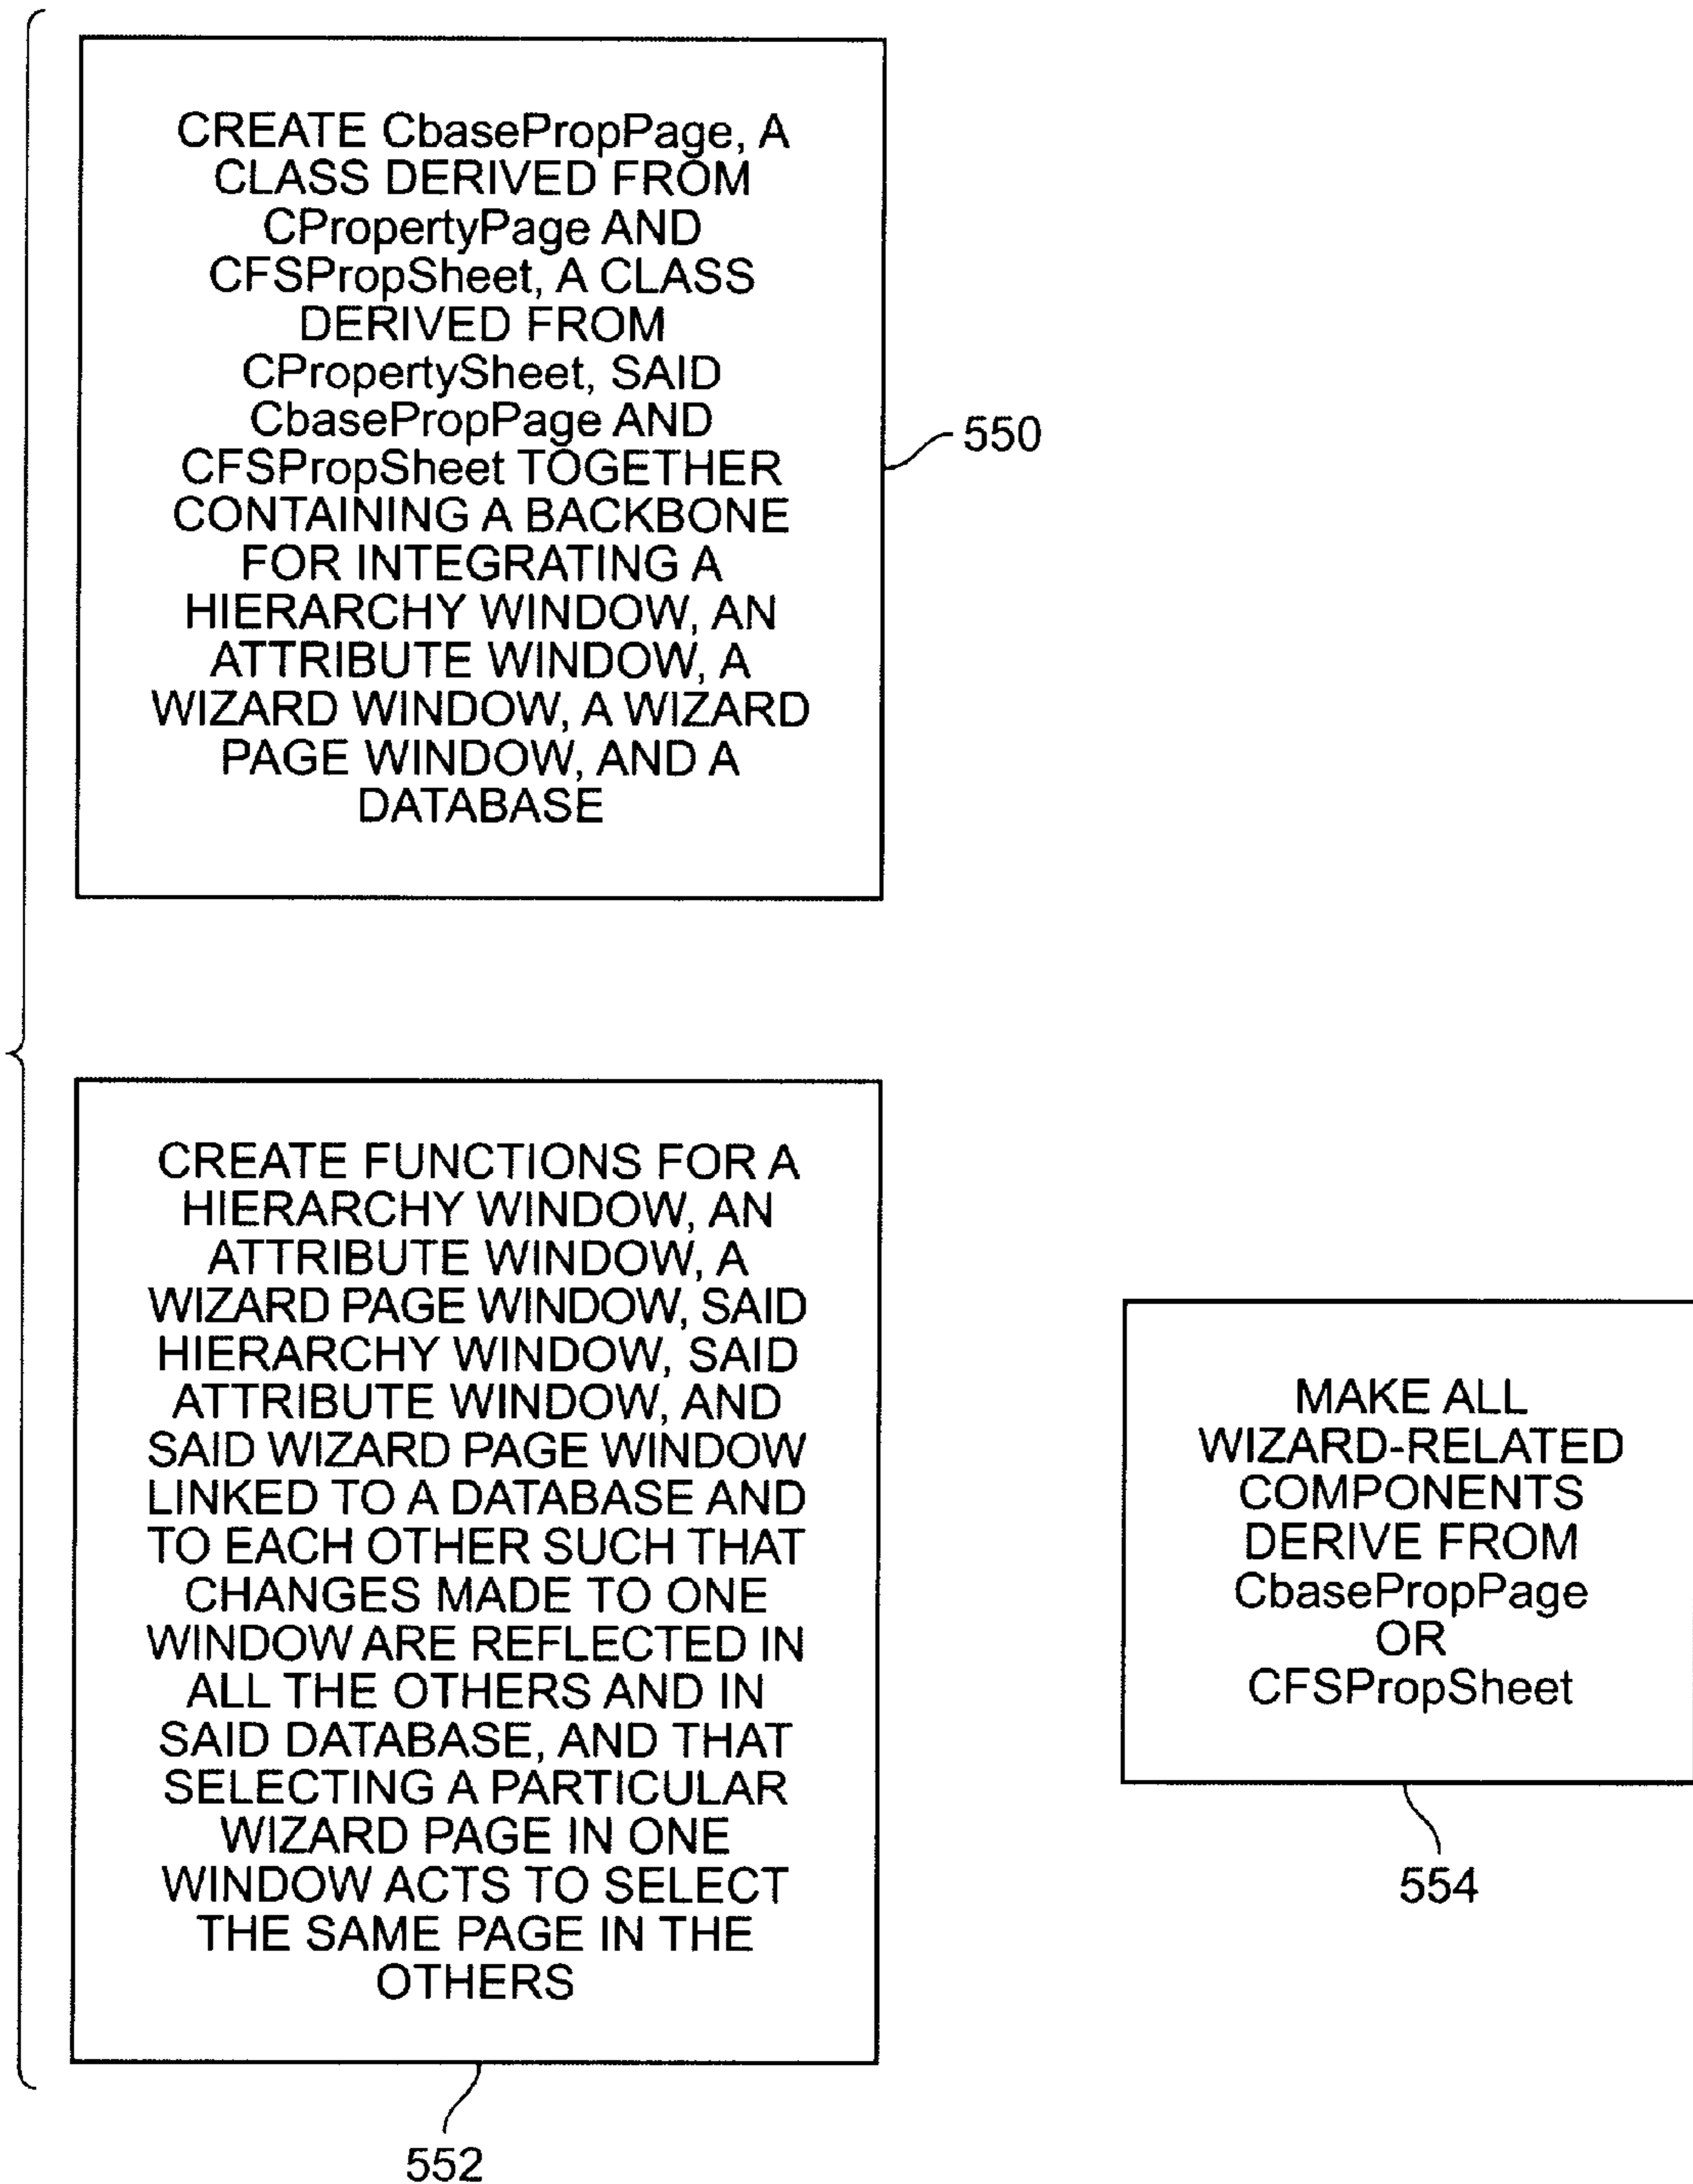 CREATE CbasePropPage, A
CLASS DERIVED FROM
CPropertyPage AND
CFSPropSheet, A CLASS
DERIVED FROM
CPropertySheet, SAID
CbasePropPage AND
CFSPropSheet TOGETHER
CONTAINING A BACKBONE
FOR INTEGRATING A
HIERARCHY WINDOW, AN
ATTRIBUTE WINDOW, A
WIZARD WINDOW, A WIZARD
PAGE WINDOW, AND A
DATABASE
550
CREATE FUNCTIONS FOR A
HIERARCHY WINDOW, AN
ATTRIBUTE WINDOW, A
WIZARD PAGE WINDOW, SAID
HIERARCHY WINDOW, SAID
ATTRIBUTE WINDOW, AND
SAID WIZARD PAGE WINDOW
LINKED TO A DATABASE AND
TO EACH OTHER SUCH THAT
CHANGES MADE TO ONE
WINDOW ARE REFLECTED IN
ALL THE OTHERS AND IN
SAID DATABASE, AND THAT
SELECTING A PARTICULAR
WIZARD PAGE IN ONE
WINDOW ACTS TO SELECT
THE SAME PAGE IN THE
OTHERS
552
MAKE ALL
WIZARD-RELATED
COMPONENTS
DERIVE FROM
CbasePropPage
OR
CFSPropSheet
554